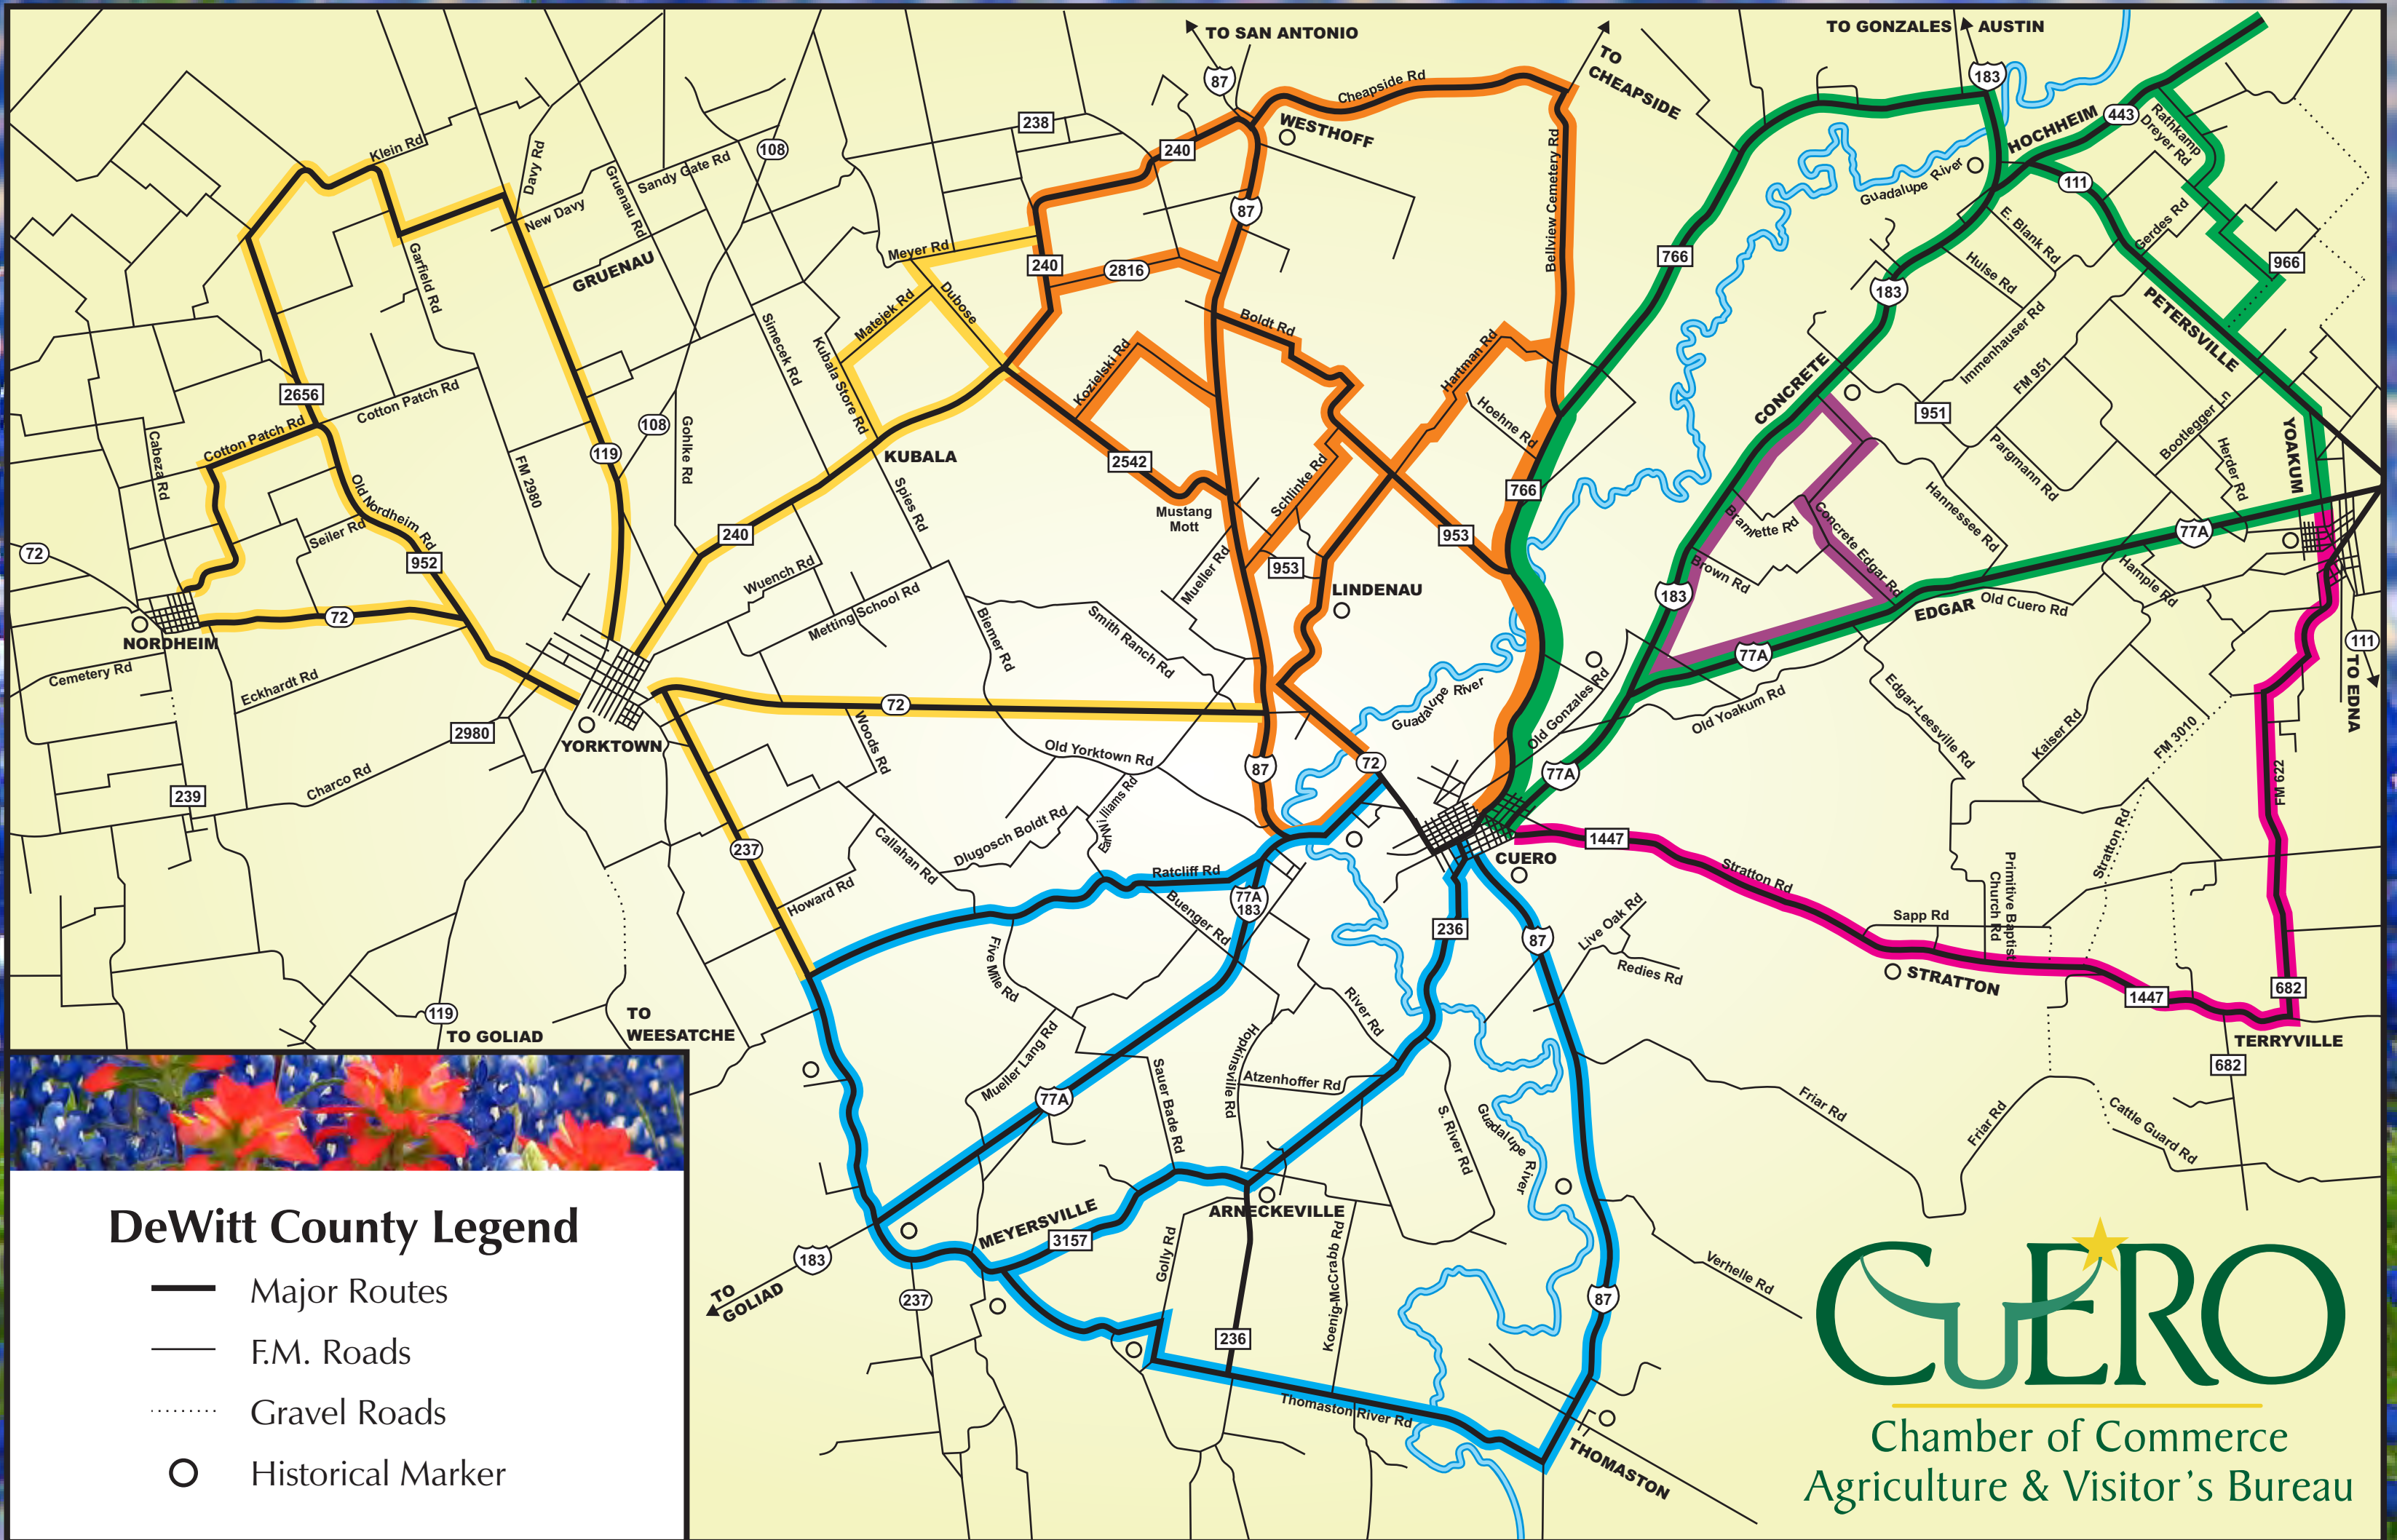 TO SAN ANTONIO
TO GONZALES
AUSTIN
TO
CHEAPSIDE
87
183
Cheapside Rd
WESTHOFF
238
240
108
Klein Rd
Davy Rd
Gruenau Rd
Sandy Gate Rd
New Davy
GRUENAU
Garfield Rd
HOCHHEIM
443
Rathkamp
Dreyer Rd
Guadalupe River
111
Bellview Cemetery Rd
766
87
E. Blank Rd
Gerdes Rd
966
Hulse Rd
183
PETERSVILLE
Meyer Rd
240
2816
Dubose
Matejek Rd
Boldt Rd
Simecek Rd
Kubala Store Rd
Kozielski Rd
Hartman Rd
Hoehne Rd
Immenhauser Rd
FM 951
CONCRETE
951
Bootlegger Ln
Herder Rd
YOAKUM
Pargmann Rd
2656
Cotton Patch Rd
Cotton Patch Rd
Cabeza Rd
119
108
Gohlke Rd
KUBALA
2542
Mustang
Mott
Schlinke Rd
953
766
FM 2980
Old Nordheim Rd
Seiler Rd
952
240
Spies Rd
Hannessee Rd
Bramlette Rd
Concrete Edgar Rd
77A
72
72
NORDHEIM
Cemetery Rd
Eckhardt Rd
Wuench Rd
Metting School Rd
Biemer Rd
Smith Ranch Rd
Mueller Rd
953
LINDENAU
183
Brown Rd
EDGAR
Old Cuero Rd
Hample Rd
111
TO EDNA
77A
2980
YORKTOWN
72
Woods Rd
Old Yorktown Rd
Guadalupe River
Old Gonzales Rd
Old Yoakum Rd
Edgar-Leesville Rd
Kaiser Rd
FM 3010
FM 622
239
Charco Rd
237
87
72
77A
Earl Williams Rd
Dlugosch Boldt Rd
Callahan Rd
Howard Rd
Ratcliff Rd
77A
183
Buenger Rd
CUERO
1447
Stratton Rd
Stratton Rd
Sapp Rd
Primitive Baptist
Church Rd
236
87
Live Oak Rd
Redies Rd
STRATTON
1447
682
TERRYVILLE
682
Five Mile Rd
119
TO GOLIAD
TO
WEESATCHE
River Rd
Mueller Lang Rd
77A
Sauer Bade Rd
Hopkinsville Rd
Atzenhoffer Rd
S. River Rd
Guadalupe River
Friar Rd
Friar Rd
Cattle Guard Rd
MEYERSVILLE
3157
ARNECKEVILLE
183
TO
GOLIAD
237
Golly Rd
236
Koenig-McCrabb Rd
87
Verhelle Rd
Thomaston River Rd
THOMASTON
DeWitt County Legend
Major Routes
F.M. Roads
Gravel Roads
Historical Marker
CUERO
Chamber of Commerce
Agriculture & Visitor's Bureau